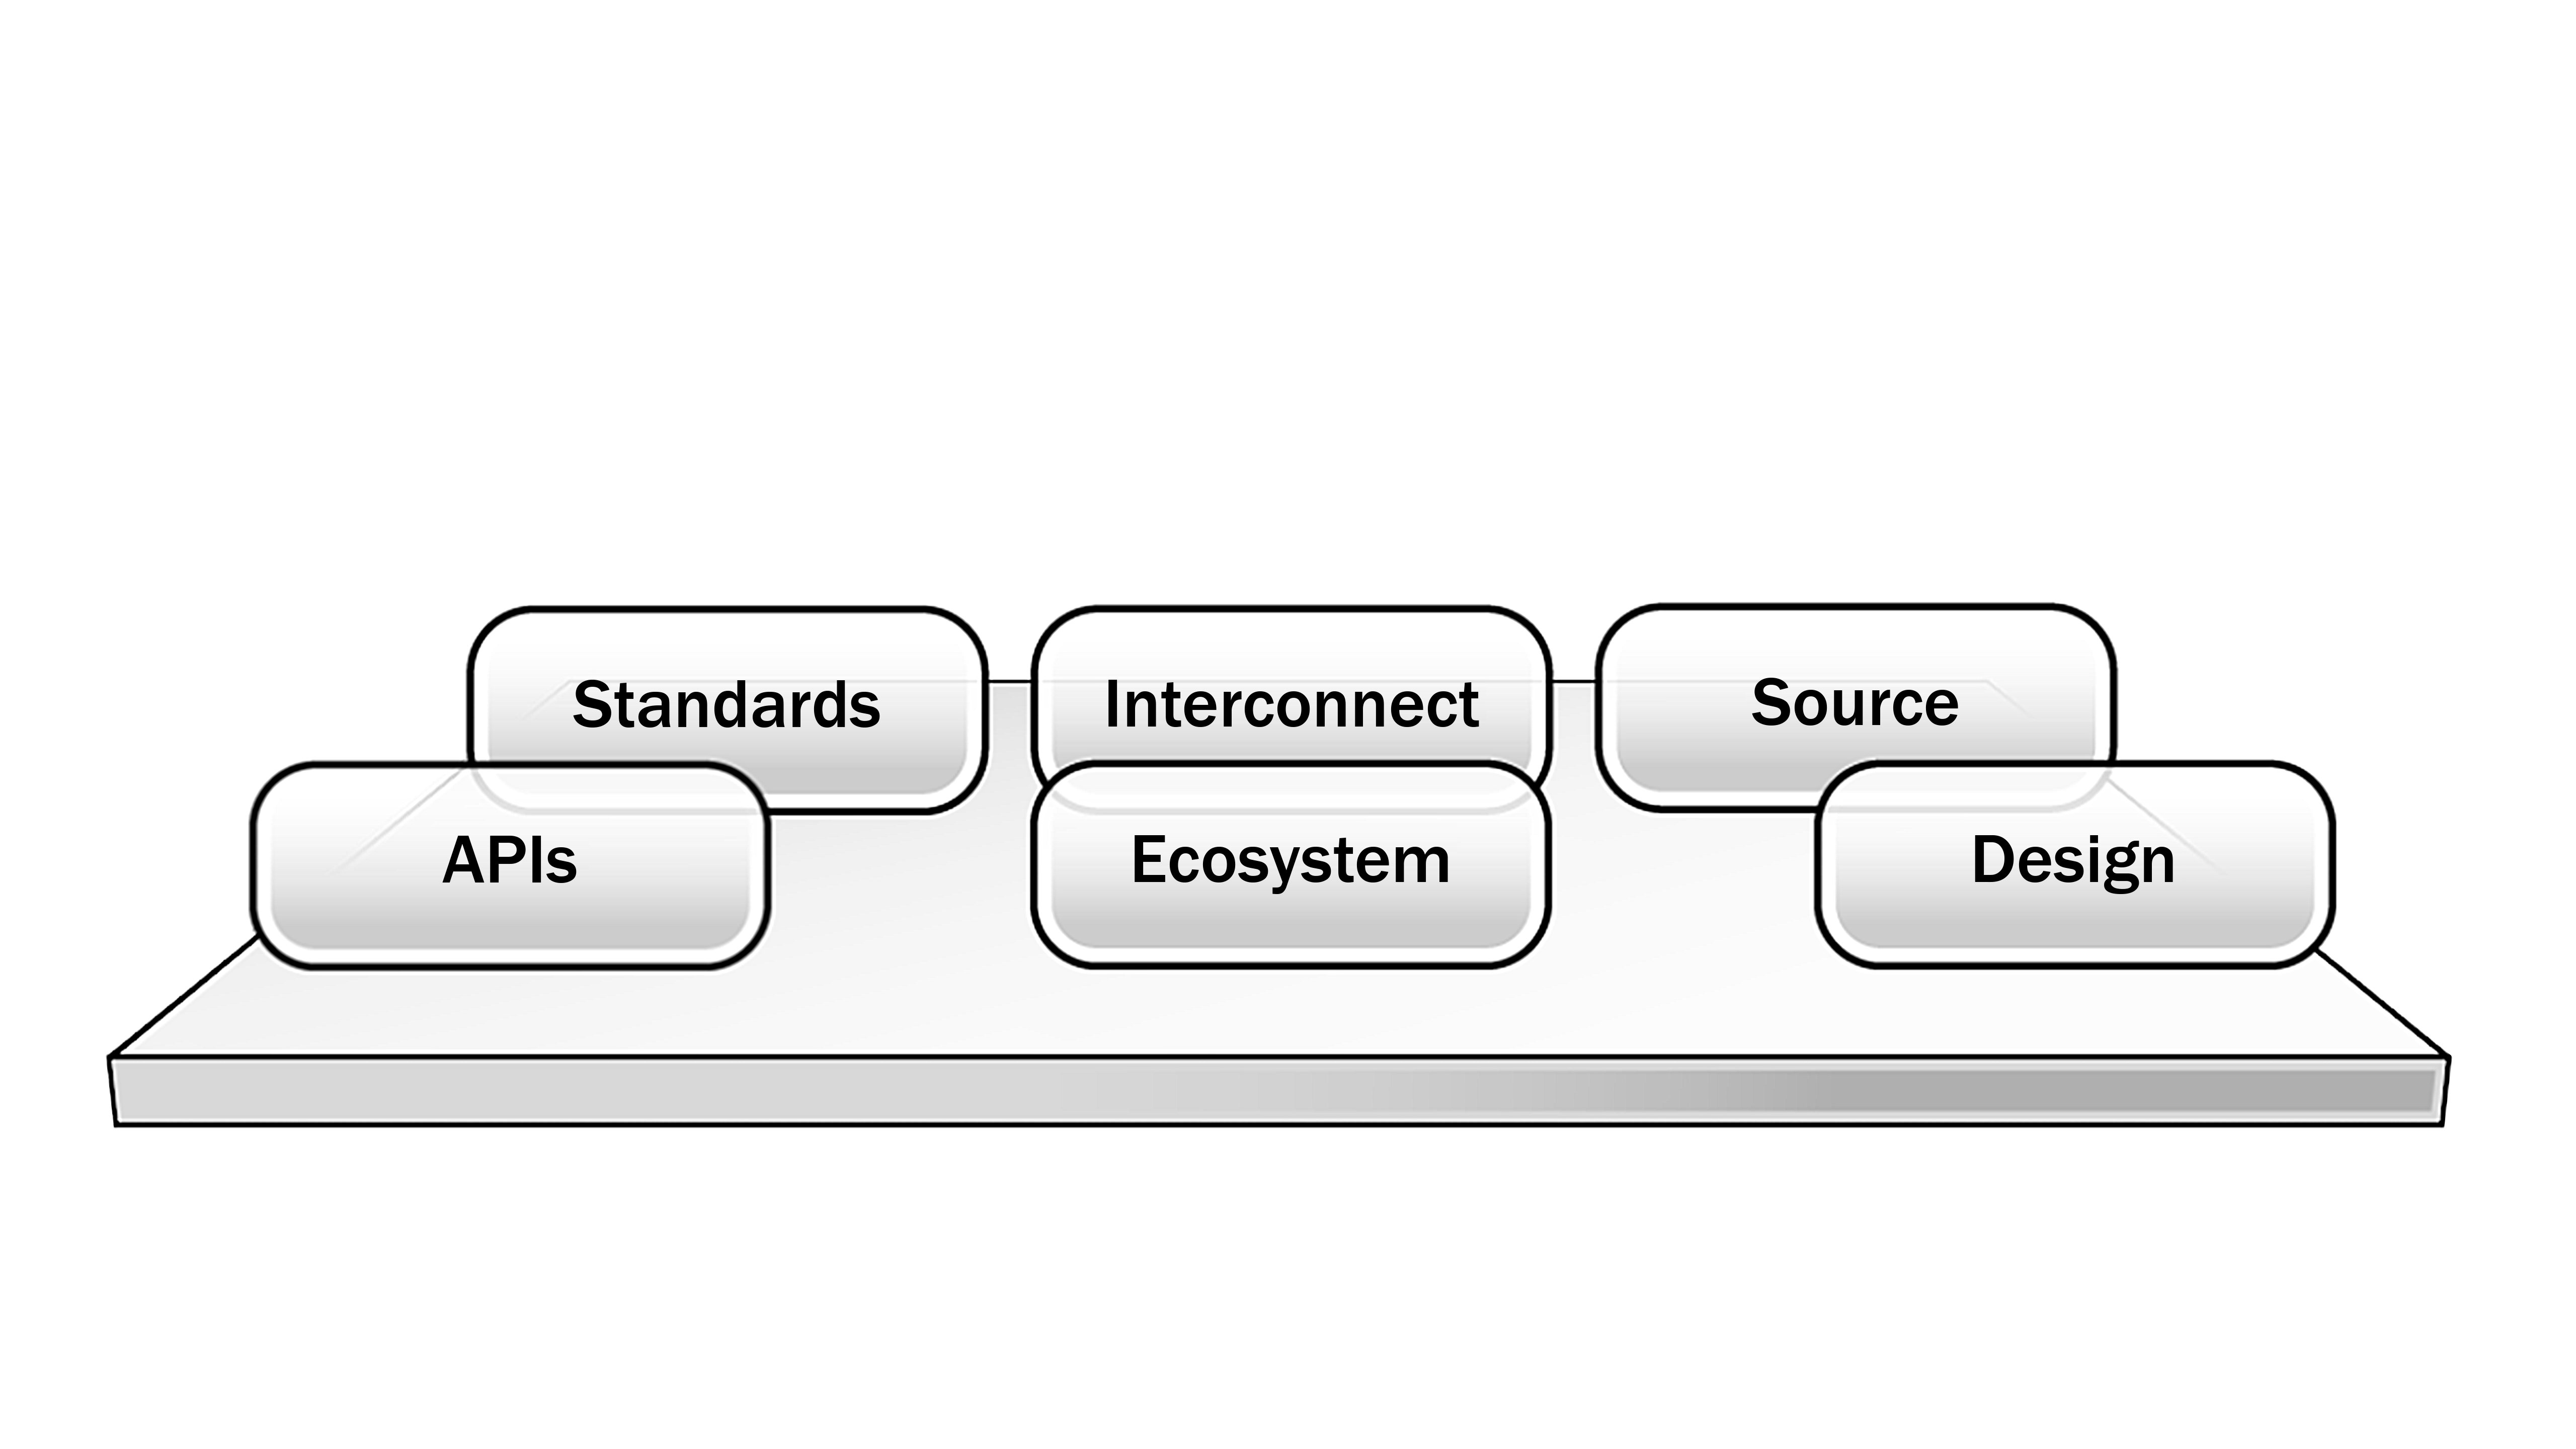 Standards
Interconnect
Source
APIs
Ecosystem
Design